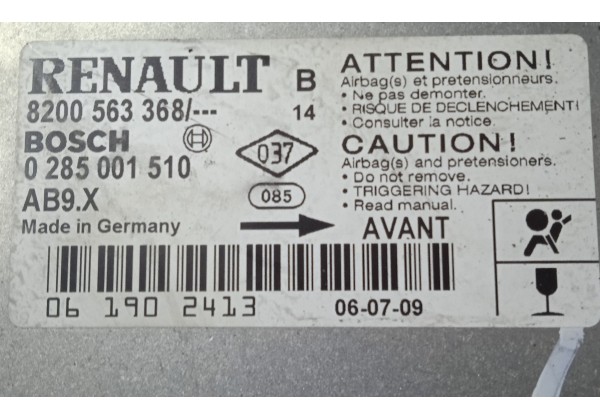 RENAULT B
8200 563 368/--- 14
BOSCH
0 285 001 510
AB9.X
Made in Germany
037
085
ATTENTION!
Airbag(s) et pretensionneurs.
• Ne pas demonter.
• RISQUE DE DECLENCHEMENT!
• Consulter la notice.
CAUTION!
Airbag(s) and pretensioners.
• Do not remove.
• TRIGGERING HAZARD!
• Read manual.
AVANT
06 190 2413
06-07-09